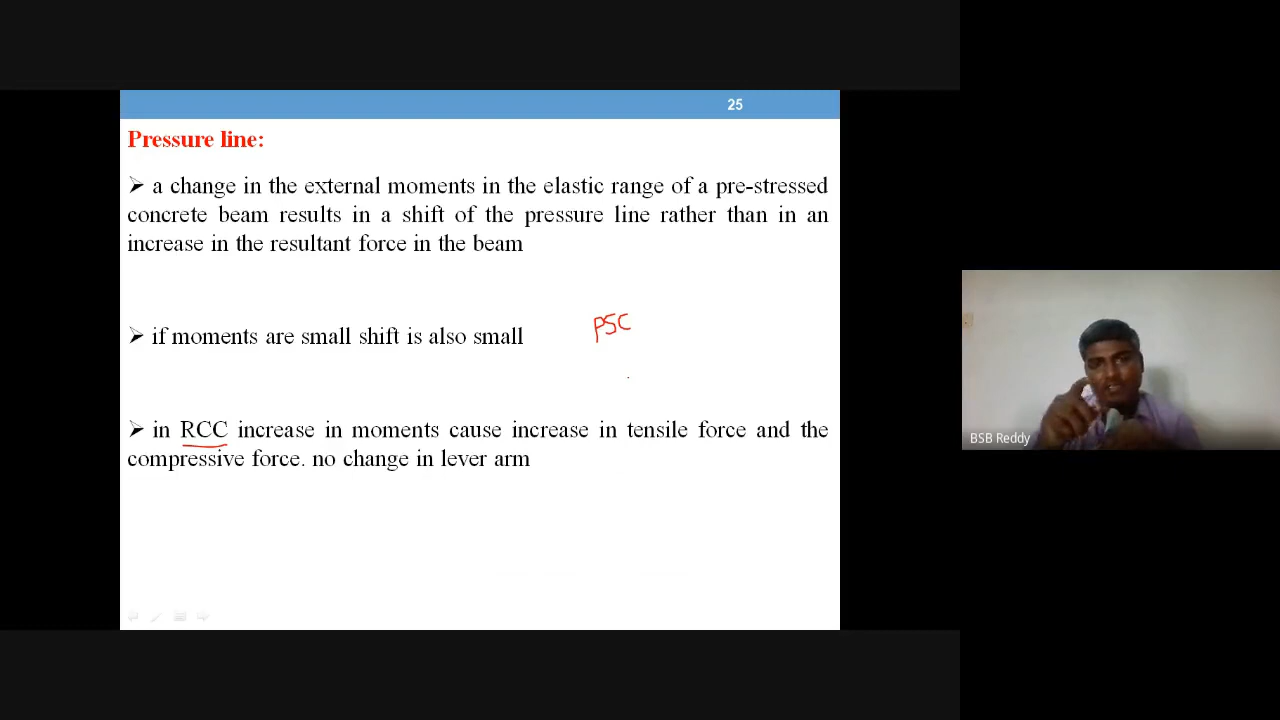 25
Pressure line:
➢ a change in the external moments in the elastic range of a pre-stressed
concrete beam results in a shift of the pressure line rather than in an
increase in the resultant force in the beam
➢ if moments are small shift is also small
PSC
➢ in RCC increase in moments cause increase in tensile force and the
compressive force. no change in lever arm
BSB Reddy